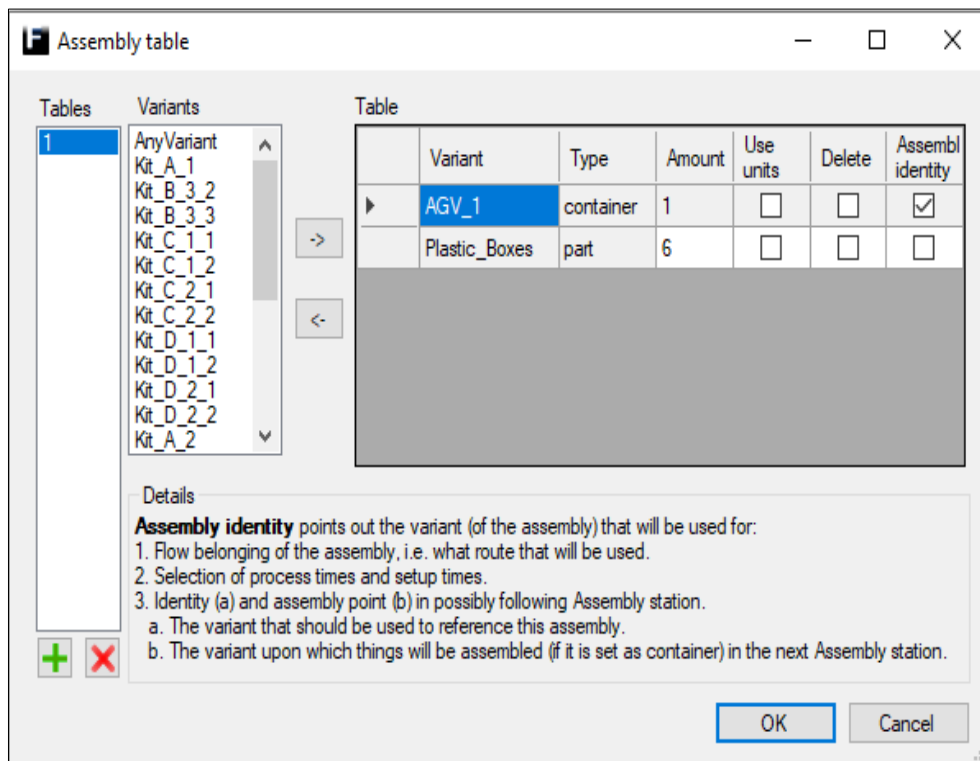 Assembly table
Tables
Variants
Table
1
AnyVariant
Kit_A_1
Kit_B_3_2
Kit_B_3_3
Kit_C_1_1
Kit_C_1_2
Kit_C_2_1
Kit_C_2_2
Kit_D_1_1
Kit_D_1_2
Kit_D_2_1
Kit_D_2_2
Kit_A_2
->
<-
Variant Type Amount Use units Delete Assembl identity
AGV_1 container 1
Plastic_Boxes part 6
Details
Assembly identity points out the variant (of the assembly) that will be used for:
1. Flow belonging of the assembly, i.e. what route that will be used.
2. Selection of process times and setup times.
3. Identity (a) and assembly point (b) in possibly following Assembly station.
a. The variant that should be used to reference this assembly.
b. The variant upon which things will be assembled (if it is set as container) in the next Assembly station.
OK
Cancel